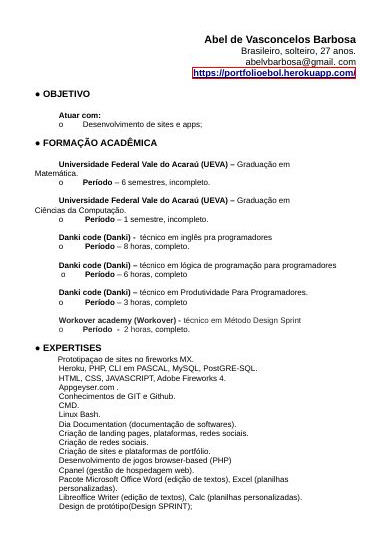 Abel de Vasconcelos Barbosa
Brasileiro, solteiro, 27 anos.
abelvbarbosa@gmail. com
https://portfolioebol.herokuapp.com/
● OBJETIVO
Atuar com:
o Desenvolvimento de sites e apps;
● FORMAÇÃO ACADÊMICA
Universidade Federal Vale do Acaraú (UEVA) – Graduação em
Matemática.
o Período – 6 semestres, incompleto.
Universidade Federal Vale do Acaraú (UEVA) – Graduação em
Ciências da Computação.
o Período – 1 semestre, incompleto.
Danki code (Danki) - técnico em inglês pra programadores
o Período – 8 horas, completo.
Danki code (Danki) – técnico em lógica de programação para programadores
o Período – 6 horas, completo
Danki code (Danki) – técnico em Produtividade Para Programadores.
o Período – 3 horas, completo
Workover academy (Workover) - técnico em Método Design Sprint
o Período - 2 horas, completo.
● EXPERTISES
Prototipaçao de sites no fireworks MX.
Heroku, PHP, CLI em PASCAL, MySQL, PostGRE-SQL.
HTML, CSS, JAVASCRIPT, Adobe Fireworks 4.
Appgeyser.com .
Conhecimentos de GIT e Github.
CMD.
Linux Bash.
Dia Documentation (documentação de softwares).
Criação de landing pages, plataformas, redes sociais.
Criação de redes sociais.
Criação de sites e plataformas de portfólio.
Desenvolvimento de jogos browser-based (PHP)
Cpanel (gestão de hospedagem web).
Pacote Microsoft Office Word (edição de textos), Excel (planilhas
personalizadas).
Libreoffice Writer (edição de textos), Calc (planilhas personalizadas).
Design de protótipo(Design SPRINT);